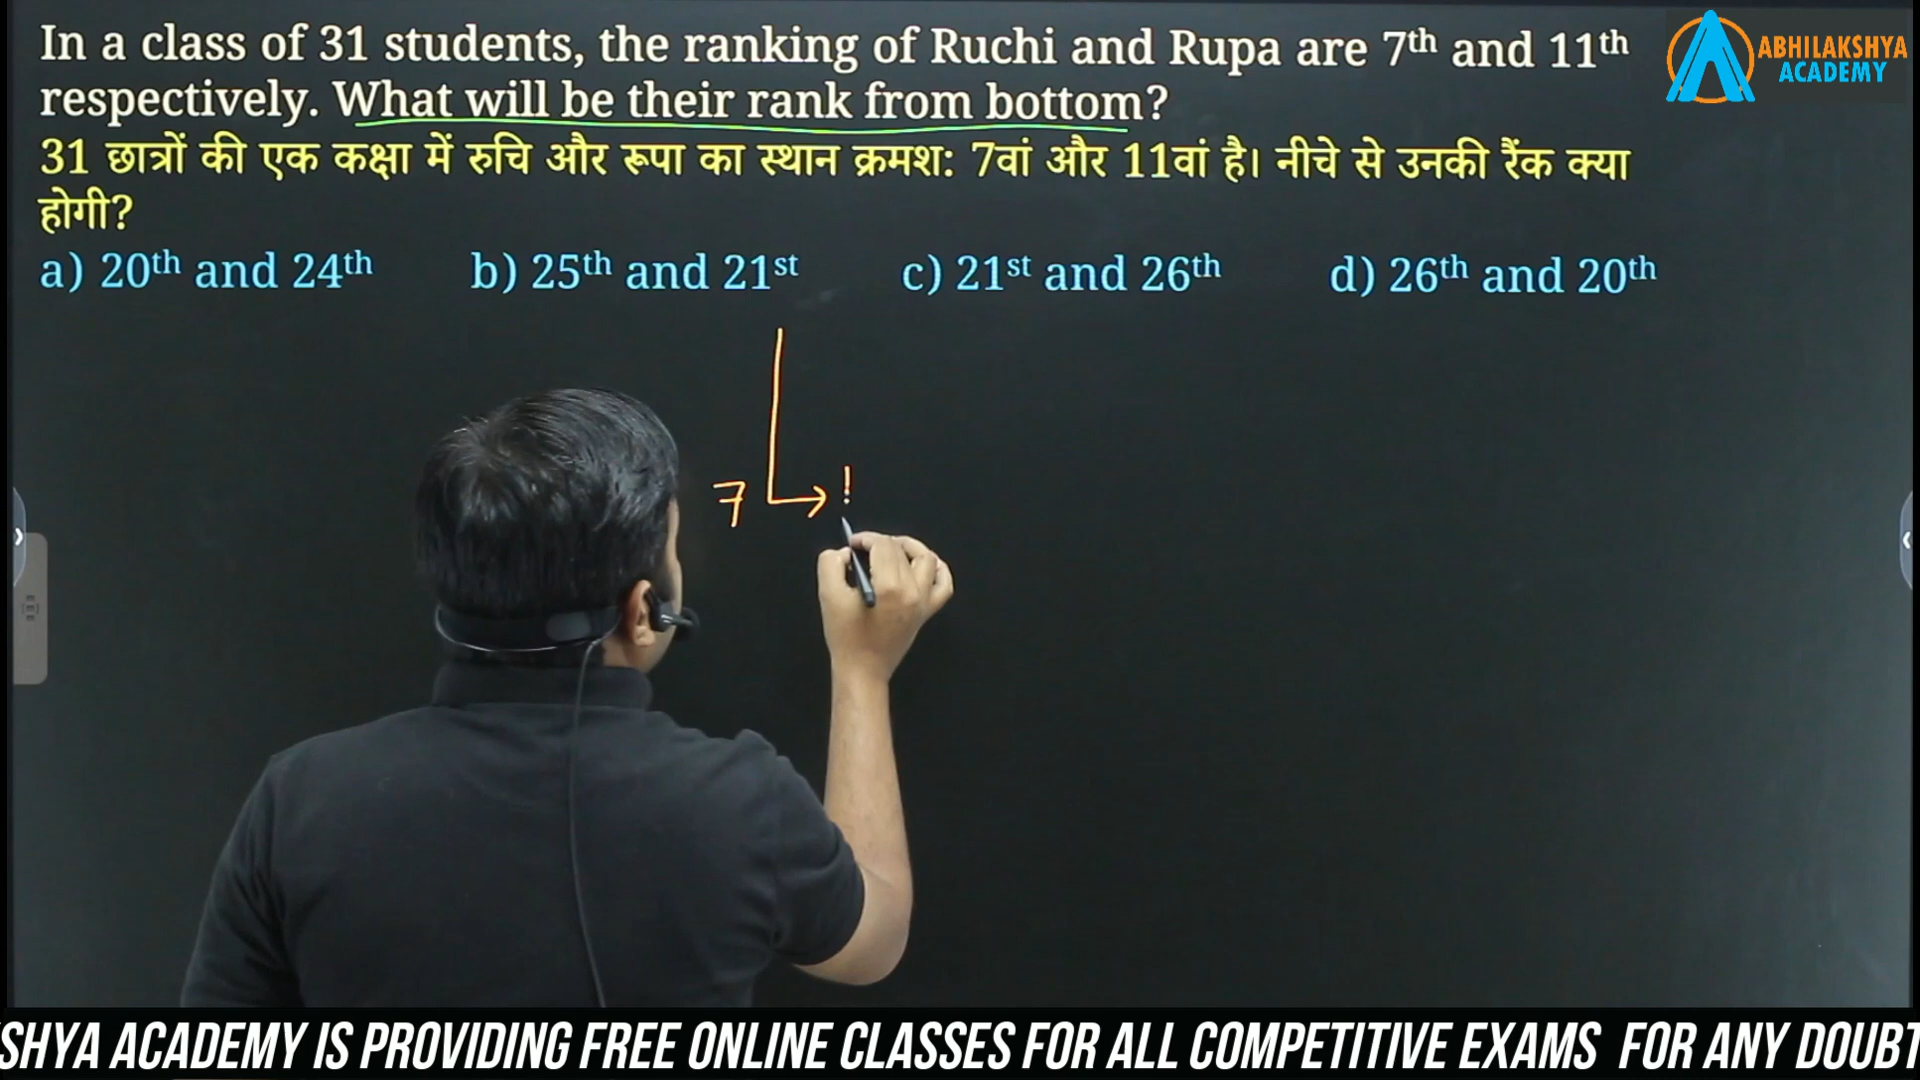 In a class of 31 students, the ranking of Ruchi and Rupa are 7th and 11th
respectively. What will be their rank from bottom?
31 छात्रों की एक कक्षा में रुचि और रूपा का स्थान क्रमश: 7वां और 11वां है। नीचे से उनकी रैंक क्या
होगी?
a) 20th and 24th b) 25th and 21st c) 21st and 26th d) 26th and 20th
ABHILAKSHYA
ACADEMY
7
SHYA ACADEMY IS PROVIDING FREE ONLINE CLASSES FOR ALL COMPETITIVE EXAMS FOR ANY DOUBT